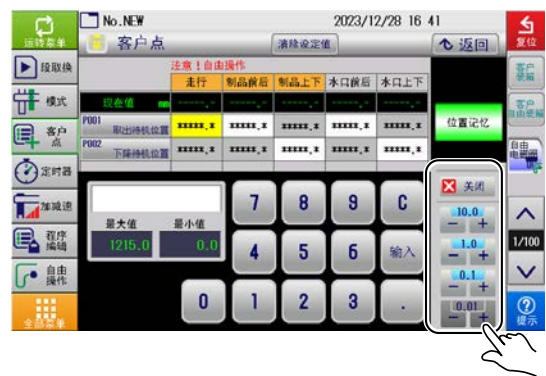 No.NEW
2023/12/28 16 41
运转菜单
客户点
清除设定值
返回
复位
段取换
注意！自由操作
走行
制品前后
制品上下
水口前后
水口上下
模式
现在值 mm
P001
取出待机位置
*****.*
*****.*
*****.*
*****.*
*****.*
位置记忆
客户点
P002
下降待机位置
*****.*
*****.*
*****.*
*****.*
*****.*
自由电磁阀
定时器
关闭
加减速
最大值
最小值
1215.0
0.0
7
8
9
C
10.0
- +
程序编辑
4
5
6
输入
1.0
- +
1/100
自由操作
0.1
- +
全部菜单
0
1
2
3
.
0.01
- +
提示